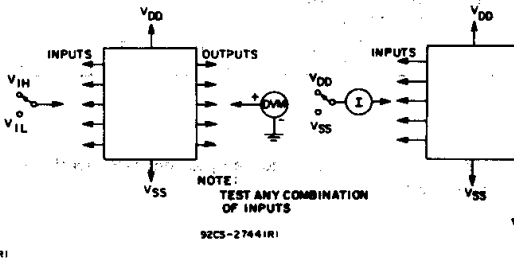 VDD
INPUTS
OUTPUTS
VIH
VIL
+
DVM
-
VSS
NOTE:
TEST ANY COMBINATION
OF INPUTS
92CS-27441R1
R1
VDD
INPUTS
VDD
I
VSS
VSS